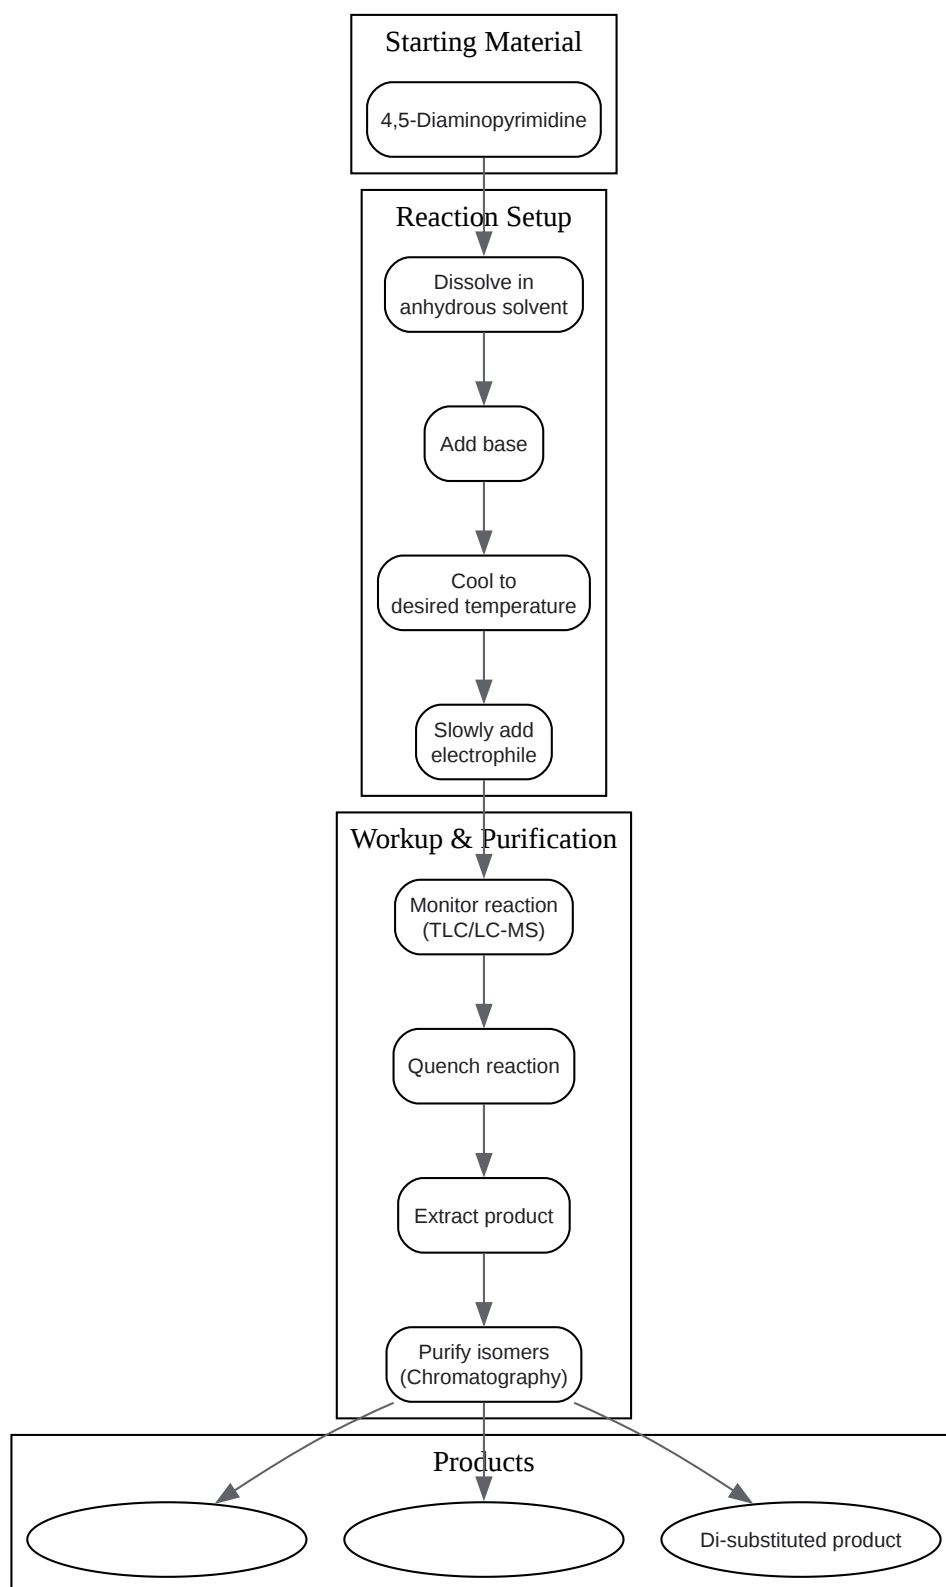 Starting Material
4,5-Diaminopyrimidine
Reaction Setup
Dissolve in
anhydrous solvent
Add base
Cool to
desired temperature
Slowly add
electrophile
Workup & Purification
Monitor reaction
(TLC/LC-MS)
Quench reaction
Extract product
Purify isomers
(Chromatography)
Products
Di-substituted product